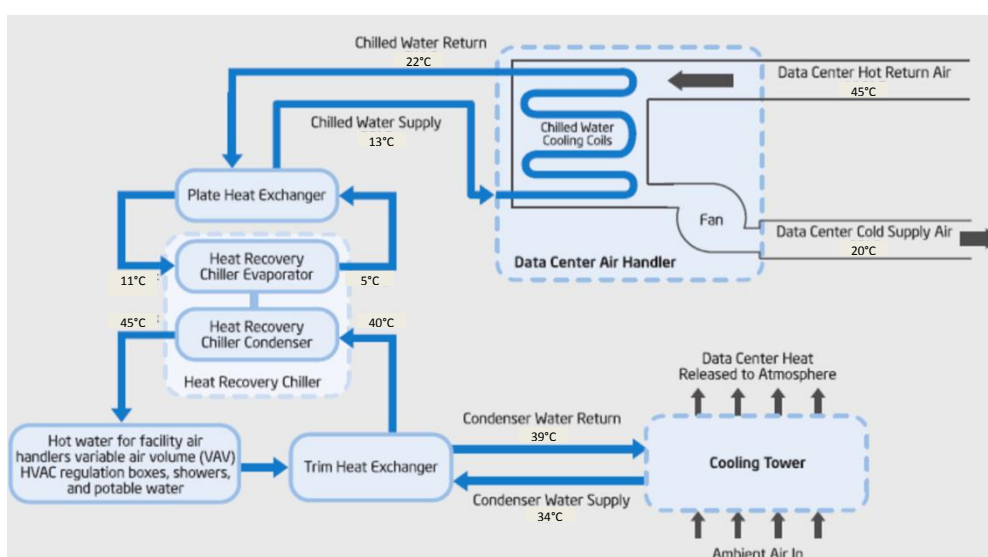 Chilled Water Return
22°C
Data Center Hot Return Air
45°C
Chilled Water Supply
13°C
Chilled Water
Cooling Coils
Plate Heat Exchanger
Fan
Data Center Cold Supply Air
20°C
Data Center Air Handler
Heat Recovery
Chiller Evaporator
11°C
5°C
45°C
40°C
Heat Recovery
Chiller Condenser
Heat Recovery Chiller
Data Center Heat
Released to Atmosphere
Condenser Water Return
39°C
Hot water for facility air
handlers variable air volume (VAV)
HVAC regulation boxes, showers,
and potable water
Trim Heat Exchanger
Cooling Tower
Condenser Water Supply
34°C
Ambient Air In